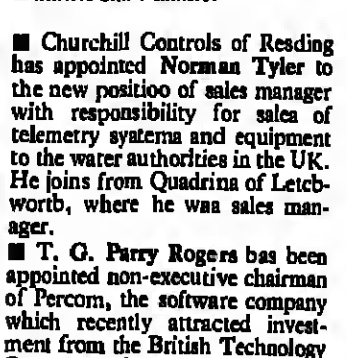 ■ Churchill Controls of Resding
has appointed Norman Tyler to
the new positioo of sales manager
with responsibility for salea of
telemetry syatema and equipment
to the water authorities in the UK.
He joins from Quadrina of Letcb-
wortb, where he waa sales man-
ager.
■ T. G. Parry Rogers bas been
appointed non-executive chairman
of Percom, the software company
which recently attracted invest-
ment from the British Technology